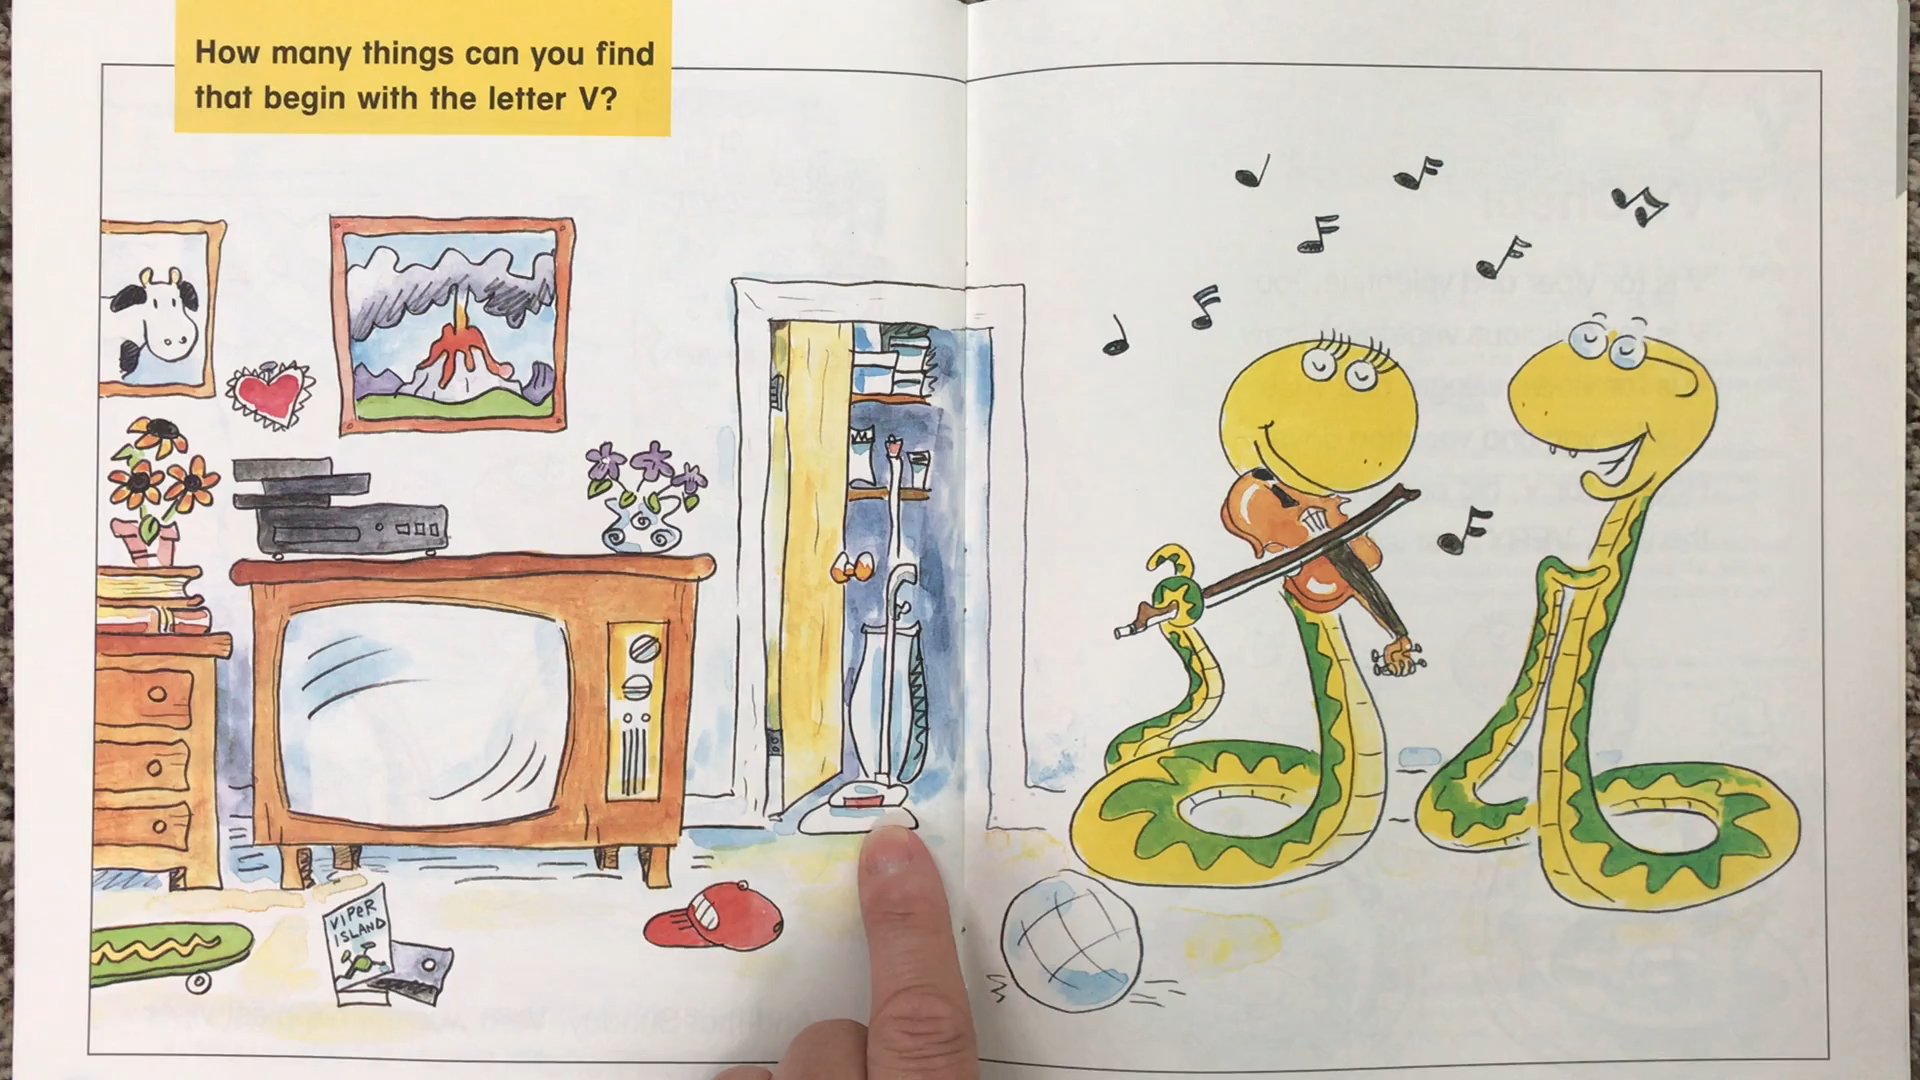 How many things can you find
that begin with the letter V?
VIPER
ISLAND